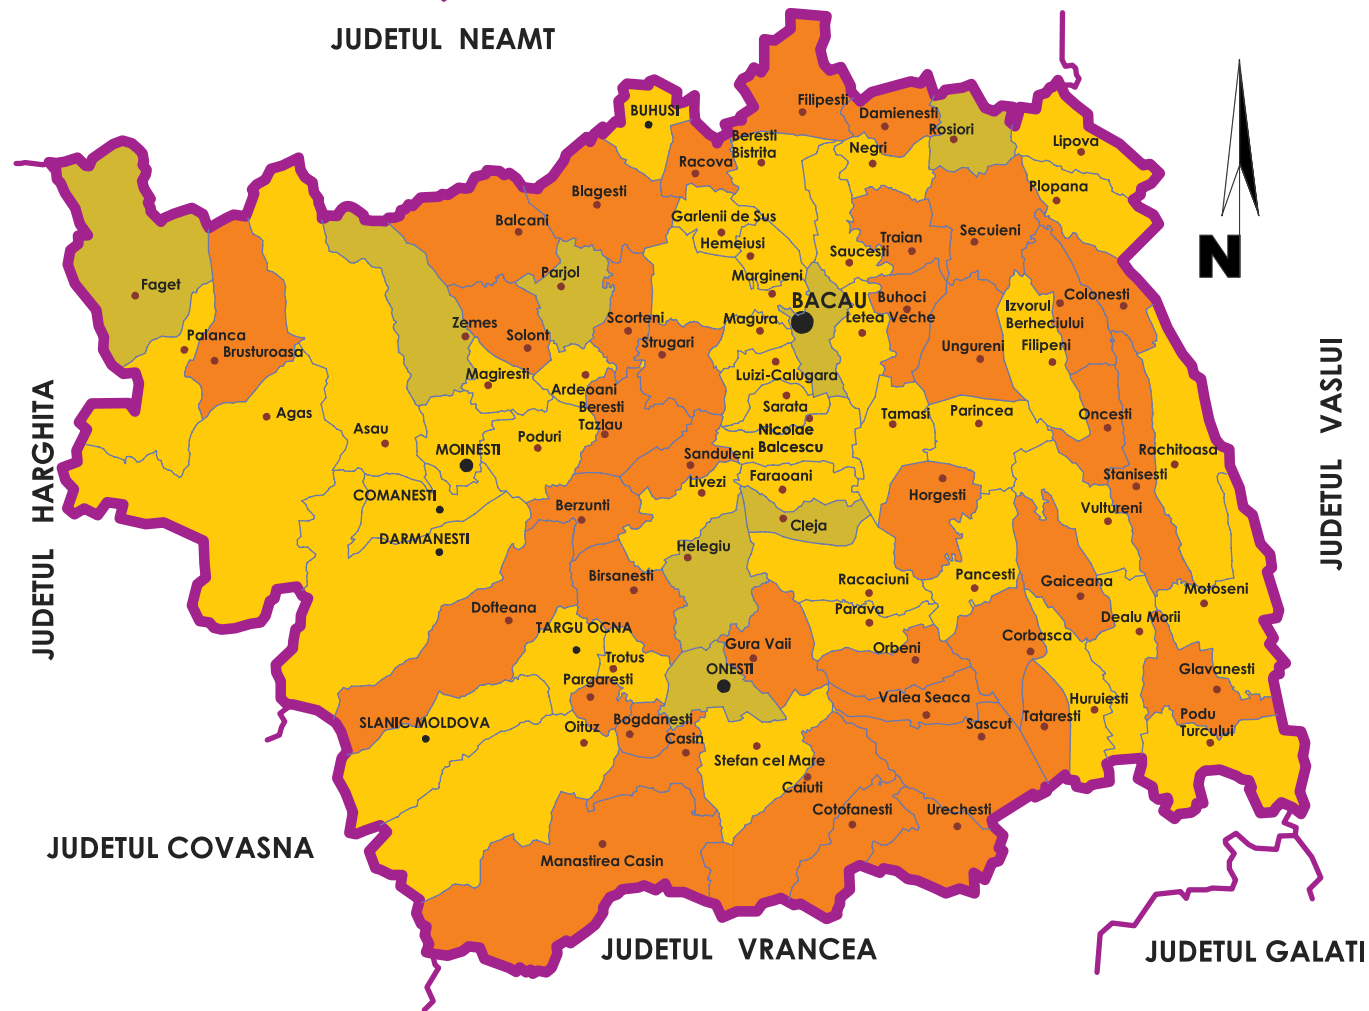 JUDETUL NEAMT
Filipesti
BUHUSI
Damienesti
Rosiori
Beresti
Bistrita
Negri
Lipova
Racova
Plopana
Blagesti
Balcani
Garlenii de Sus
Hemeiusi
Traian
Secuieni
Saucesti
Faget
Parjol
Margineni
N
BACAU
Buhoci
Colonesti
Izvorul
Berheciului
Palanca
Brusturoasa
Zemes
Solont
Scorteni
Strugari
Magura
Letea Veche
Ungureni
Filipeni
Magiresti
Ardeoani
Luizi-Calugara
Agas
Asau
Beresti
Tazlau
Sarata
Tamasi
Parincea
Oncesti
MOINESTI
Poduri
Nicolae
Balcescu
Rachitoasa
Sanduleni
Livezi
Faraoani
Stanisesti
COMANESTI
Berzunti
Horgesti
Vultureni
DARMANESTI
Cleja
Helegiu
Birsanesti
Racaciuni
Pancesti
Gaiceana
Motoseni
Dofteana
Parava
Dealu Morii
TARGU OCNA
Gura Vaii
Orbeni
Corbasca
Trotus
ONESTI
Glavanesti
Pargaresti
Valea Seaca
Huruiesti
SLANIC MOLDOVA
Oituz
Bogdanesti
Casin
Sascut
Tataresti
Podu
Turcului
Stefan cel Mare
Caiuti
Cotofanesti
Urechesti
Manastirea Casin
JUDETUL HARGHITA
JUDETUL VASLUI
JUDETUL COVASNA
JUDETUL VRANCEA
JUDETUL GALATI